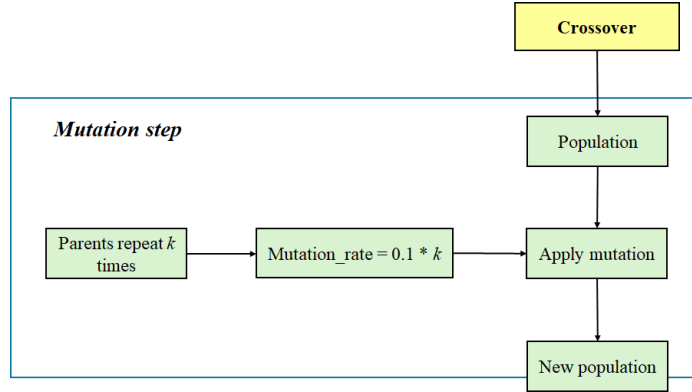 Crossover
Mutation step
Population
Parents repeat k
times
Mutation_rate = 0.1 * k
Apply mutation
New population